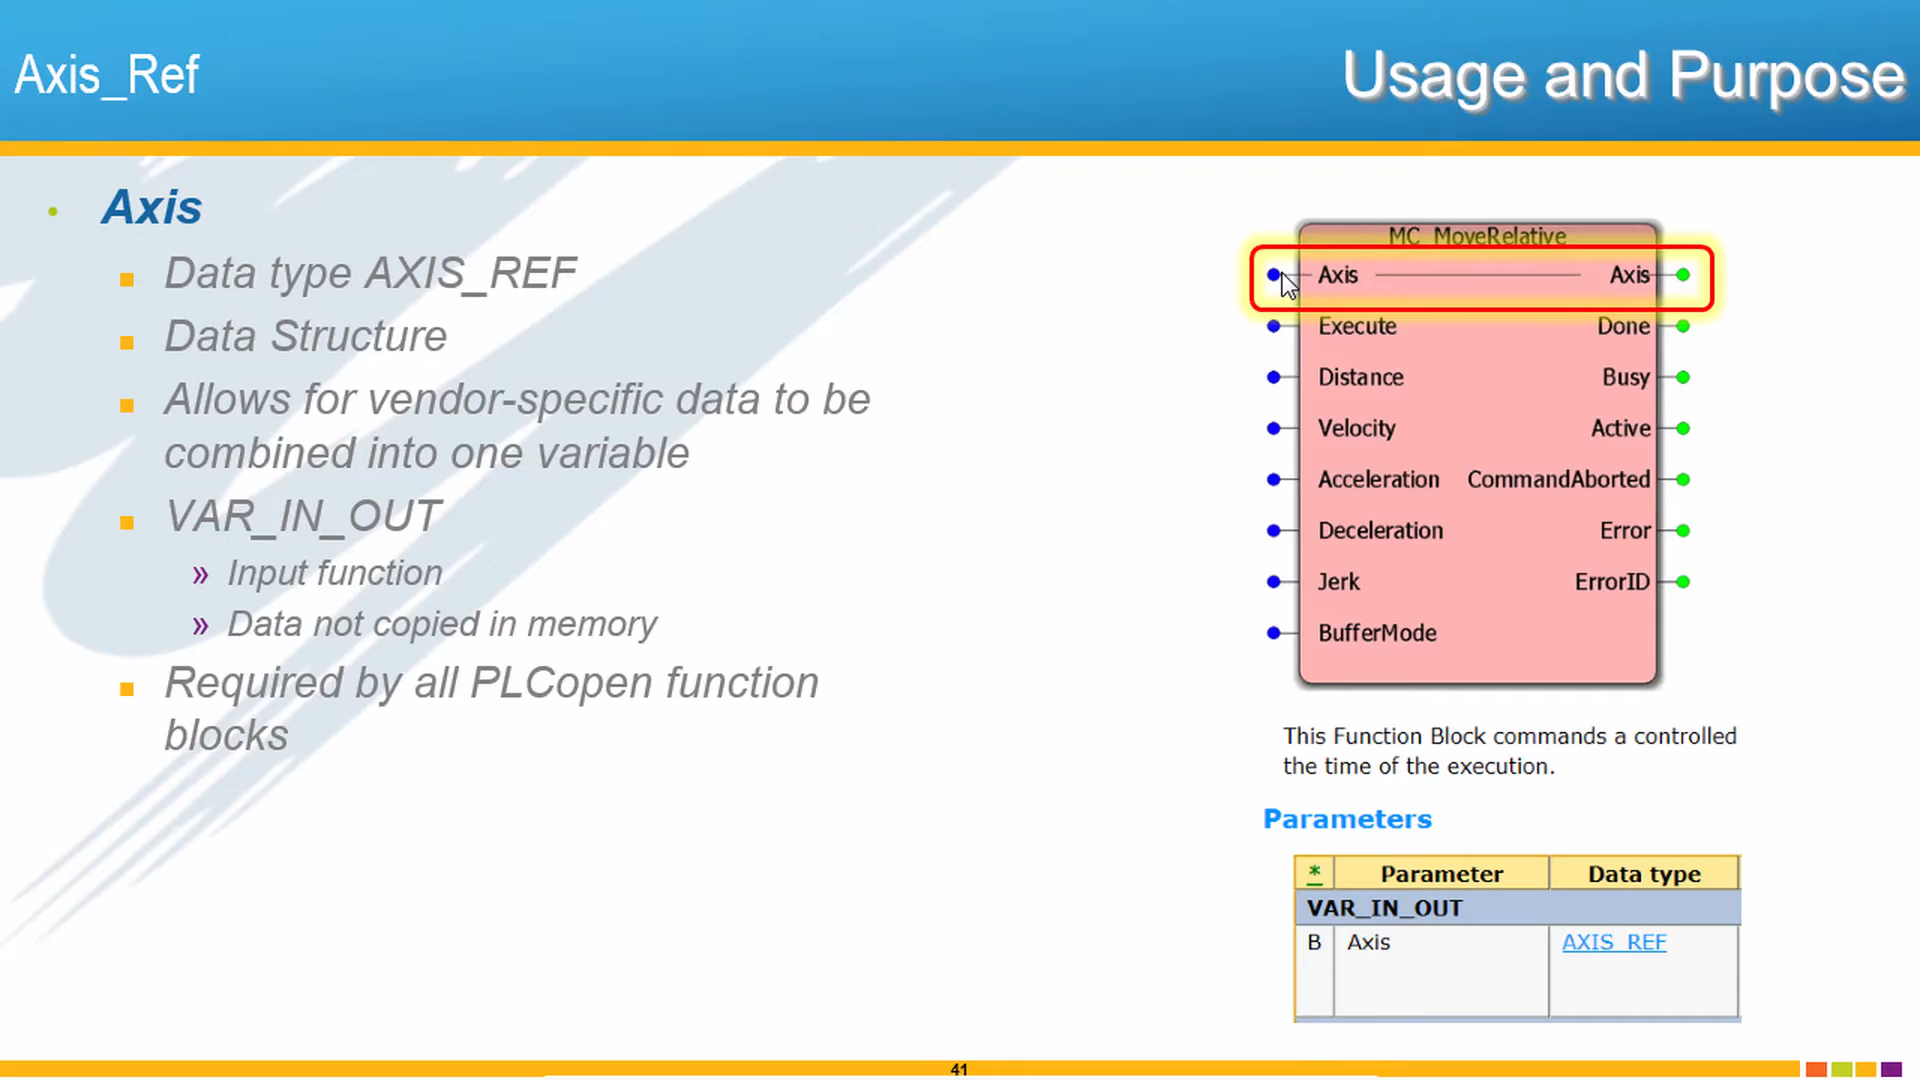 Axis_Ref
Usage and Purpose
Axis
Data type AXIS_REF
Data Structure
Allows for vendor-specific data to be
combined into one variable
VAR_IN_OUT
» Input function
» Data not copied in memory
Required by all PLCopen function
blocks
MC_MoveRelative
Axis Axis
Execute Done
Distance Busy
Velocity Active
Acceleration CommandAborted
Deceleration Error
Jerk ErrorID
BufferMode
This Function Block commands a controlled
the time of the execution.
Parameters
* Parameter Data type
VAR_IN_OUT
B Axis AXIS_REF
41